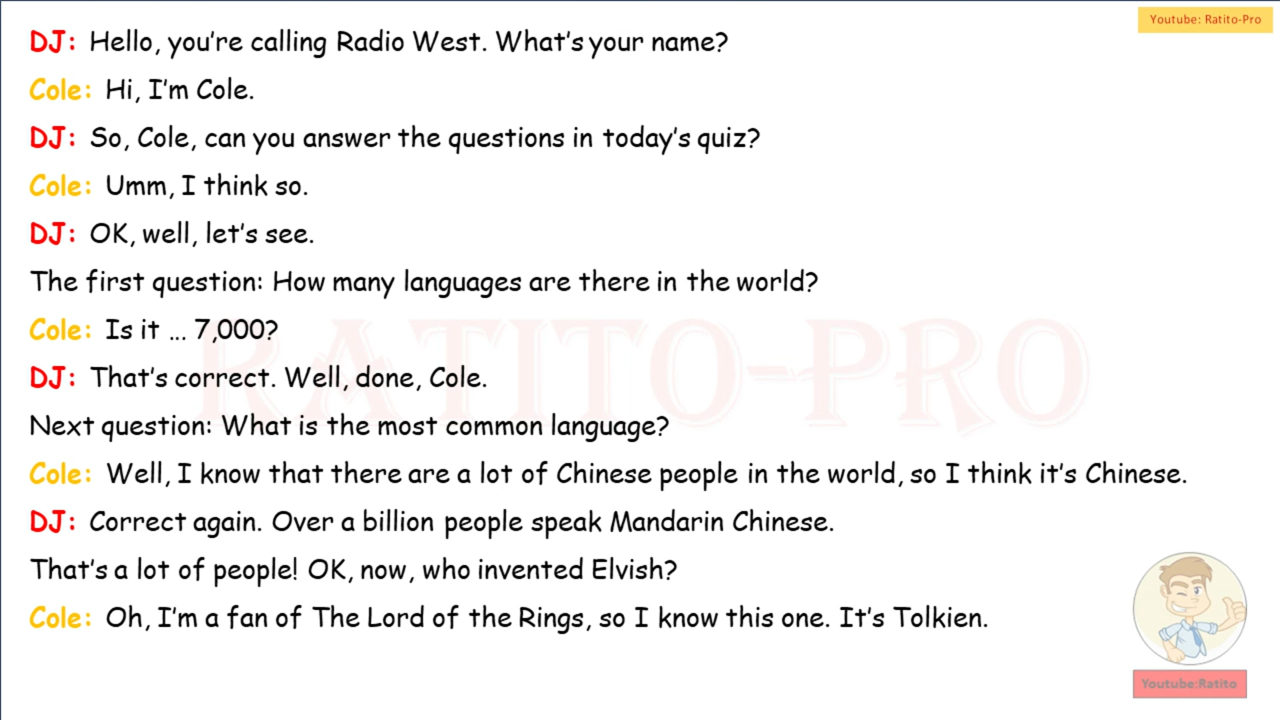 Youtube: Ratito-Pro
DJ: Hello, you're calling Radio West. What's your name?
Cole: Hi, I'm Cole.
DJ: So, Cole, can you answer the questions in today's quiz?
Cole: Umm, I think so.
DJ: OK, well, let's see.
The first question: How many languages are there in the world?
Cole: Is it ... 7,000?
RATITO-PRO
DJ: That's correct. Well, done, Cole.
Next question: What is the most common language?
Cole: Well, I know that there are a lot of Chinese people in the world, so I think it's Chinese.
DJ: Correct again. Over a billion people speak Mandarin Chinese.
That's a lot of people! OK, now, who invented Elvish?
Cole: Oh, I'm a fan of The Lord of the Rings, so I know this one. It's Tolkien.
Youtube:Ratito